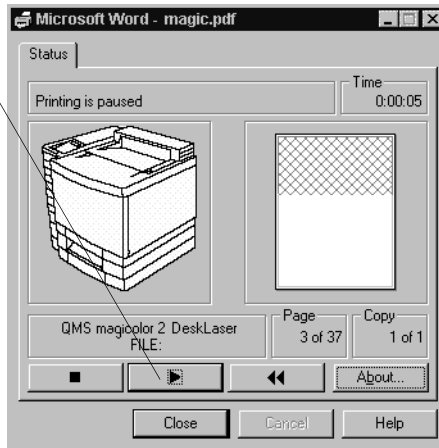 Microsoft Word - magic.pdf
Status
Printing is paused
Time
0:00:05
QMS magicolor 2 DeskLaser
FILE:
Page
3 of 37
Copy
1 of 1
About...
Close
Cancel
Help